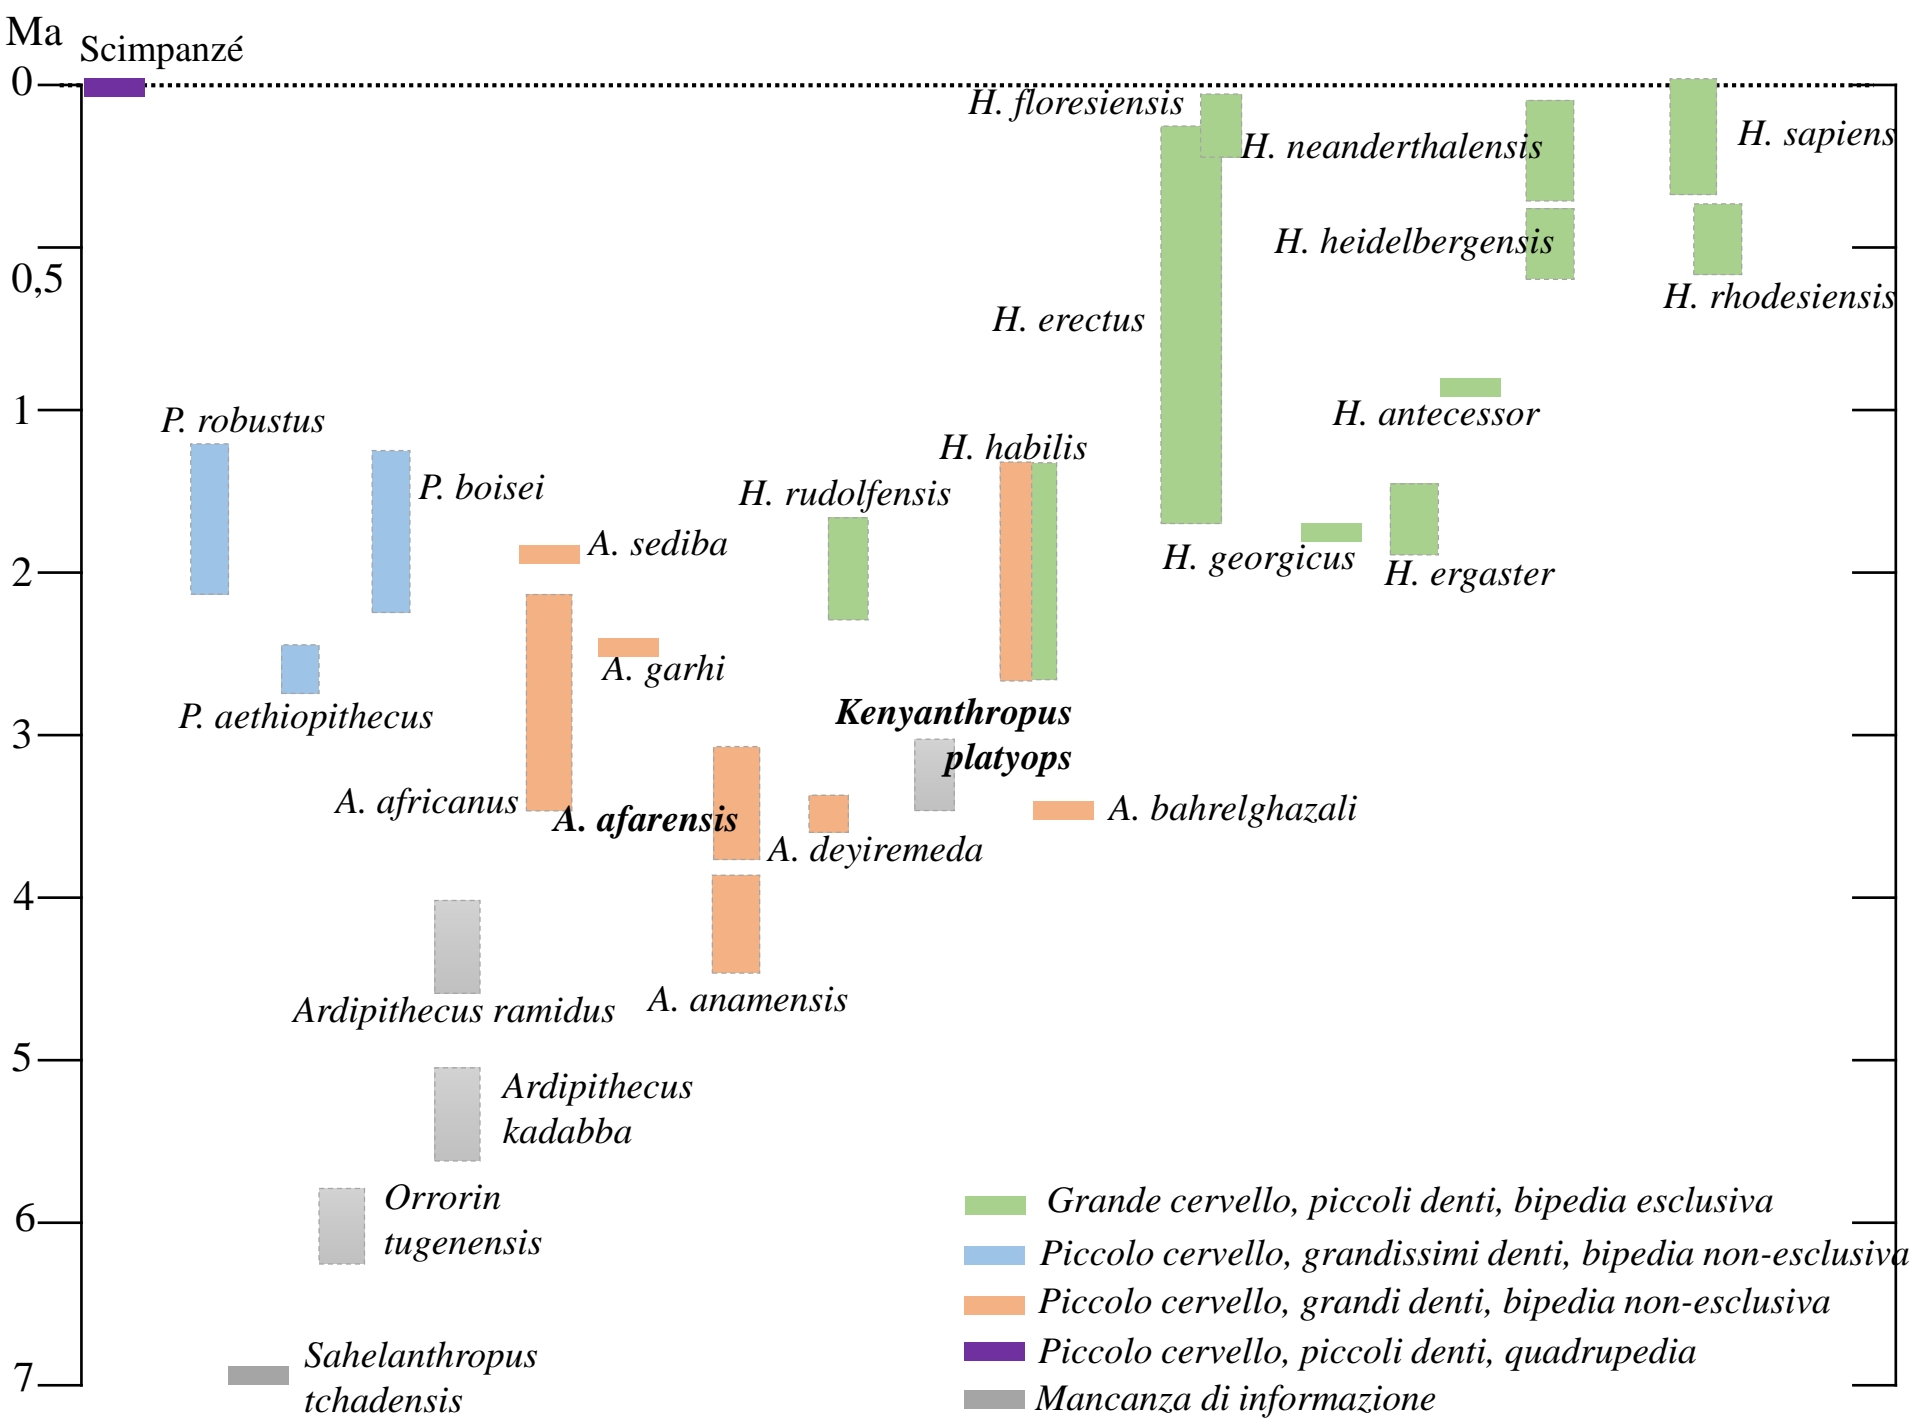 Ma
Scimpanzé
0
H. floresiensis
H. neanderthalensis
H. sapiens
H. heidelbergensis
0,5
H. rhodesiensis
H. erectus
1
H. antecessor
P. robustus
H. habilis
P. boisei
H. rudolfensis
A. sediba
H. georgicus
H. ergaster
2
A. garhi
P. aethiopithecus
Kenyanthropus
platyops
3
A. africanus
A. afarensis
A. bahrelghazali
A. deyiremeda
4
A. anamensis
Ardipithecus ramidus
5
Ardipithecus
kadabba
Orrorin
tugenensis
6
Sahelanthropus
tchadensis
7
Grande cervello, piccoli denti, bipedia esclusiva
Piccolo cervello, grandissimi denti, bipedia non-esclusiva
Piccolo cervello, grandi denti, bipedia non-esclusiva
Piccolo cervello, piccoli denti, quadrupedia
Mancanza di informazione